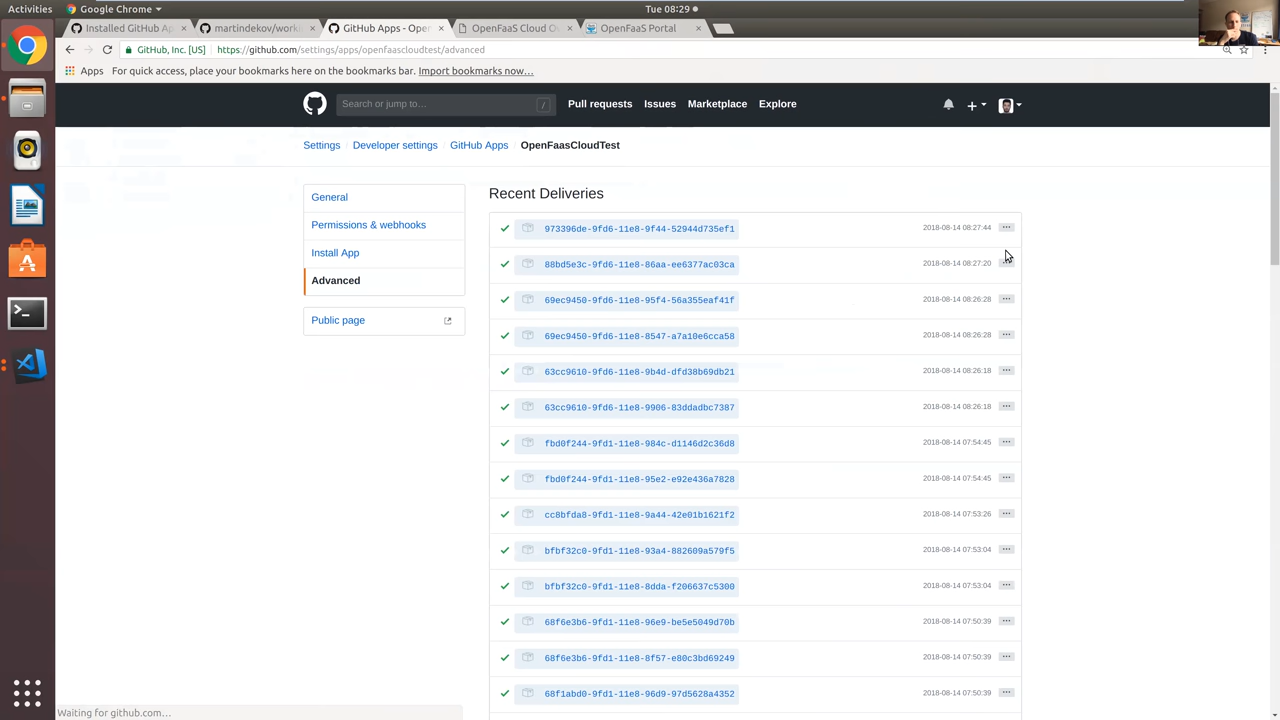 Activities
Google Chrome
Tue 08:29
Installed GitHub Ap
martindekov/work
GitHub Apps - Open
OpenFaaS Cloud O
OpenFaaS Portal
GitHub, Inc. [US]
https://github.com/settings/apps/openfaascloudtest/advanced
Apps
For quick access, place your bookmarks here on the bookmarks bar. Import bookmarks now…
Search or jump to…
/
Pull requests
Issues
Marketplace
Explore
Settings
Developer settings
GitHub Apps
OpenFaasCloudTest
General
Permissions & webhooks
Install App
Advanced
Public page
Recent Deliveries
973396de-9fd6-11e8-9f44-52944d735ef1 2018-08-14 08:27:44
88bd5e3c-9fd6-11e8-86aa-ee6377ac03ca 2018-08-14 08:27:20
69ec9450-9fd6-11e8-95f4-56a355eaf41f 2018-08-14 08:26:28
69ec9450-9fd6-11e8-8547-a7a10e6cca58 2018-08-14 08:26:28
63cc9610-9fd6-11e8-9b4d-dfd38b69db21 2018-08-14 08:26:18
63cc9610-9fd6-11e8-9906-83ddadbc7387 2018-08-14 08:26:18
fbd0f244-9fd1-11e8-984c-d1146d2c36d8 2018-08-14 07:54:45
fbd0f244-9fd1-11e8-95e2-e92e436a7828 2018-08-14 07:54:45
cc8bfda8-9fd1-11e8-9a44-42e01b1621f2 2018-08-14 07:53:26
bfbf32c0-9fd1-11e8-93a4-882609a579f5 2018-08-14 07:53:04
bfbf32c0-9fd1-11e8-8dda-f206637c5300 2018-08-14 07:53:04
68f6e3b6-9fd1-11e8-96e9-be5e5049d70b 2018-08-14 07:50:39
68f6e3b6-9fd1-11e8-8f57-e80c3bd69249 2018-08-14 07:50:39
68f1abd0-9fd1-11e8-96d9-97d5628a4352 2018-08-14 07:50:39
Waiting for github.com…